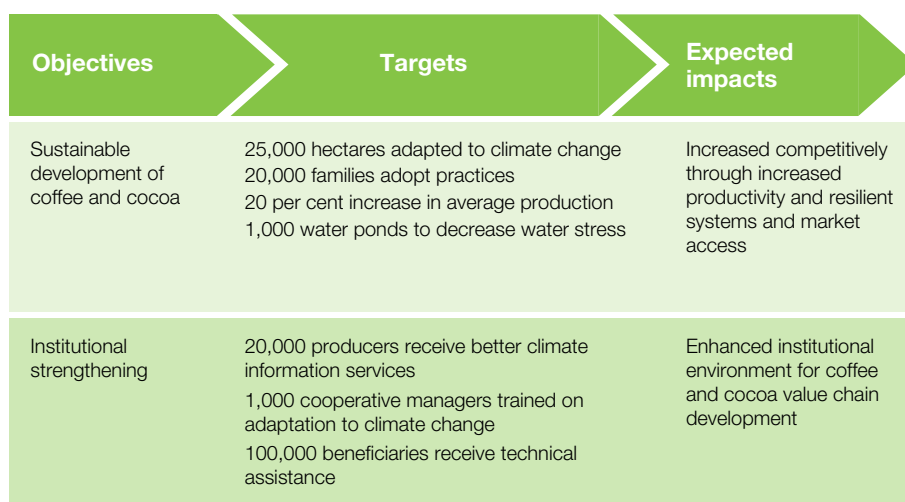 Objectives
Targets
Expected
impacts
Sustainable
development of
coffee and cocoa
25,000 hectares adapted to climate change
20,000 families adopt practices
20 per cent increase in average production
1,000 water ponds to decrease water stress
Increased competitively
through increased
productivity and resilient
systems and market
access
Institutional
strengthening
20,000 producers receive better climate
information services
1,000 cooperative managers trained on
adaptation to climate change
100,000 beneficiaries receive technical
assistance
Enhanced institutional
environment for coffee
and cocoa value chain
development